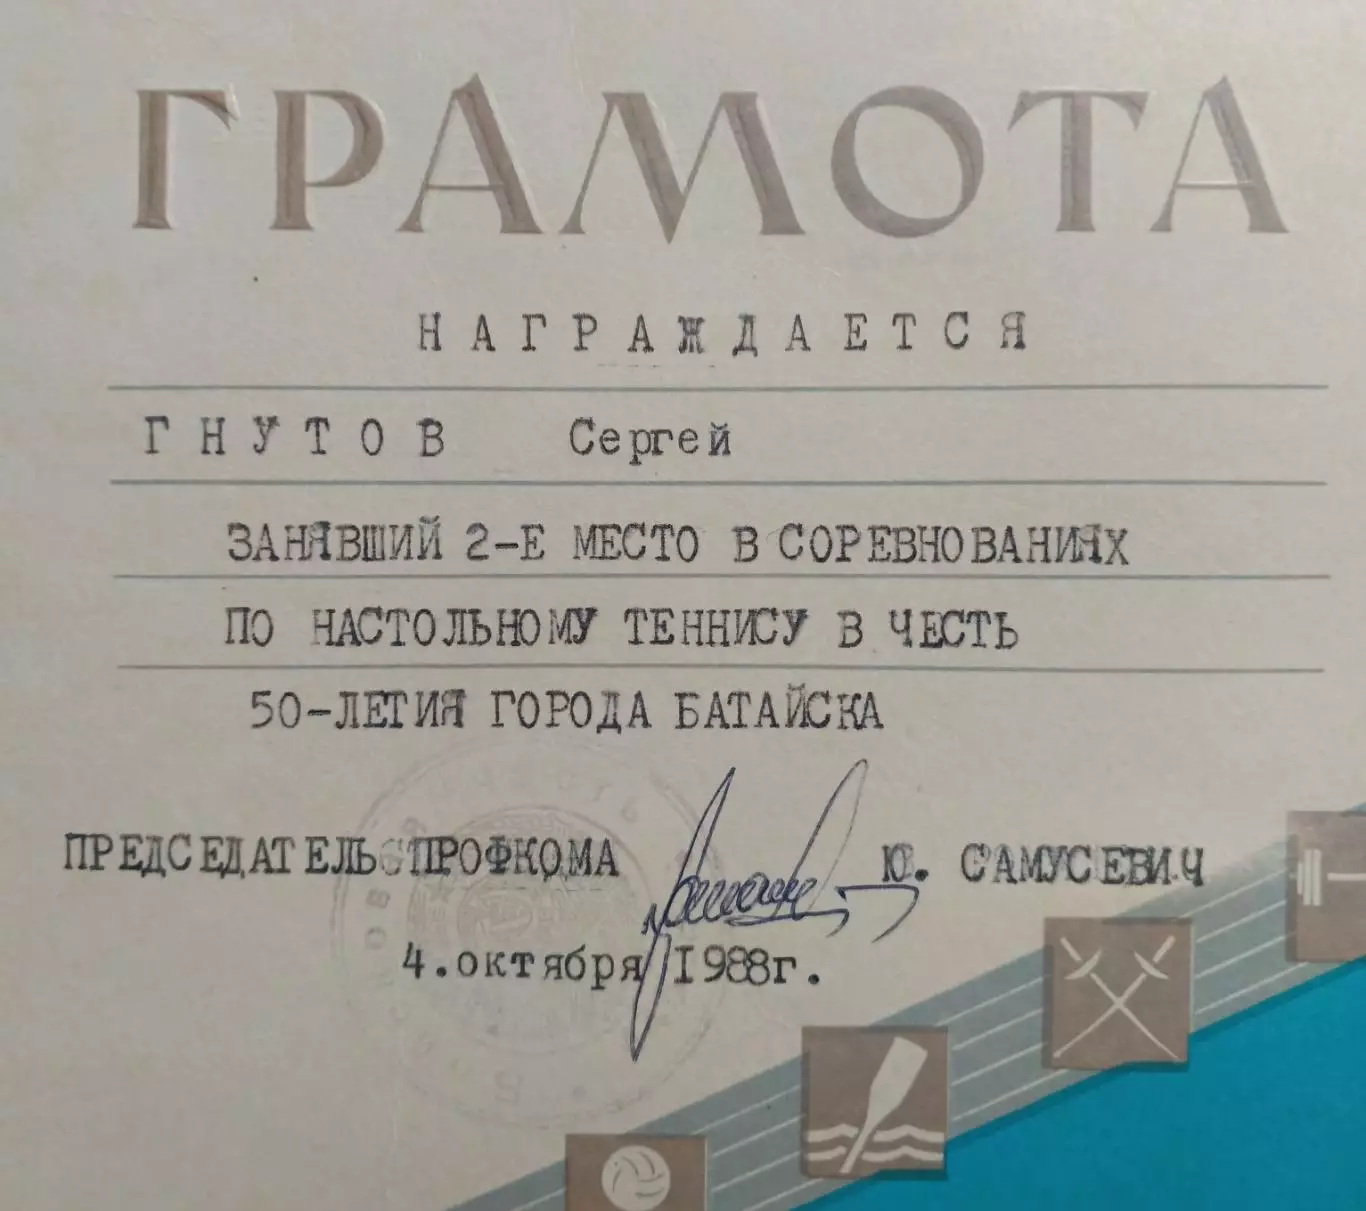 ГРАМОТА
НАГРАЖДАЕТСЯ
ГНУТОВ Сергей
ЗАНЯВШИЙ 2-Е МЕСТО В СОРЕВНОВАНИЯХ
ПО НАСТОЛЬНОМУ ТЕННИСУ В ЧЕСТЬ
50-ЛЕТИЯ ГОРОДА БАТАЙСКА
ПРЕДСЕДАТЕЛЬ ПРОФКОМА Ю. САМУСЕВИЧ
4.октября 1988г.